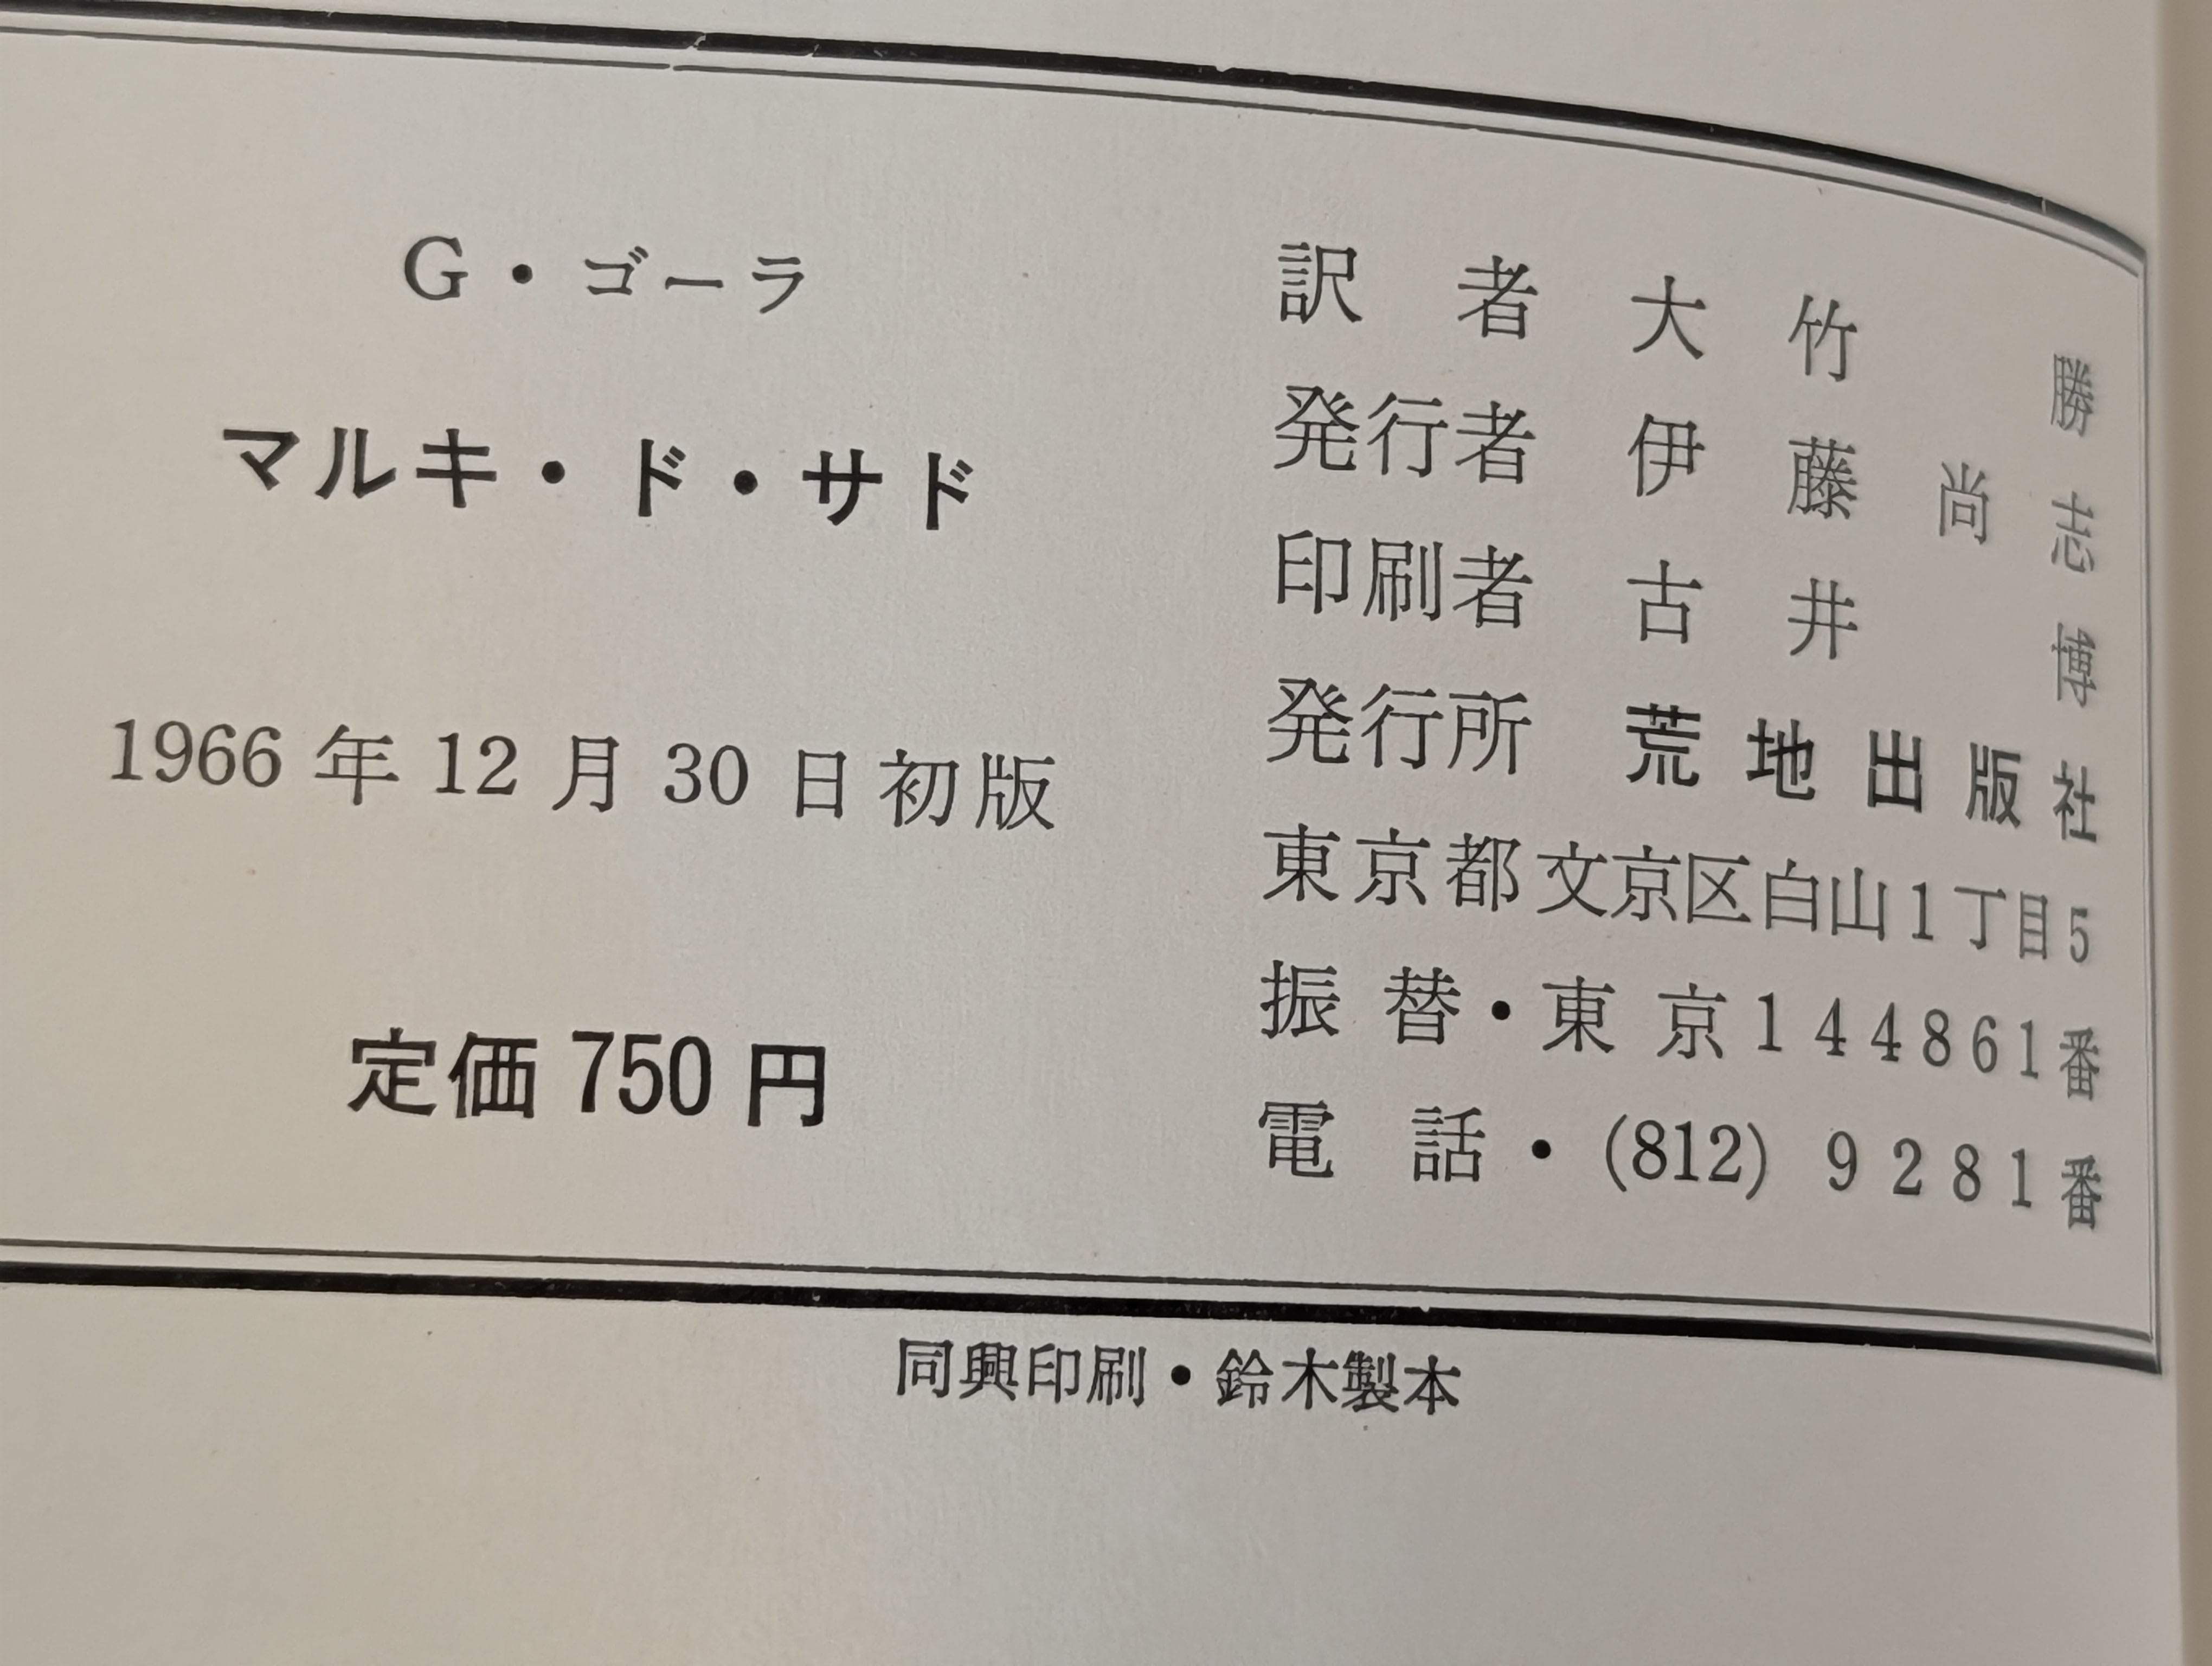 G・ゴーラ
マルキ・ド・サド
1966年12月30日初版
定価750円
訳者 大竹 勝
発行者 伊藤尚志
印刷者 古井 博
発行所 荒地出版社
東京都文京区白山1丁目5
振替・東京144861番
電話・(812) 9281番
同興印刷・鈴木製本